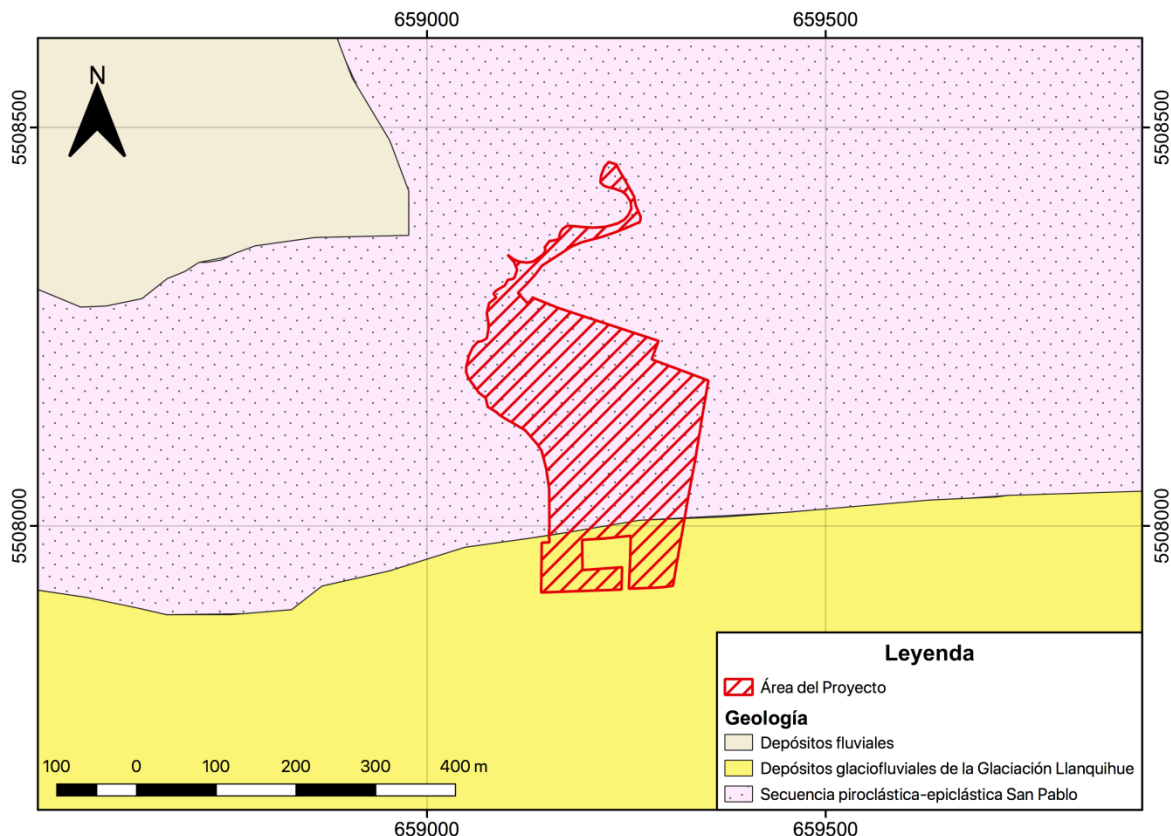 659000 659500
N
5508500 5508500
5508000 5508000
Leyenda
Área del Proyecto
Geología
Depósitos fluviales
Depósitos glaciofluviales de la Glaciación Llanquihue
Secuencia piroclástica-epiclástica San Pablo
100 0 100 200 300 400 m
659000 659500